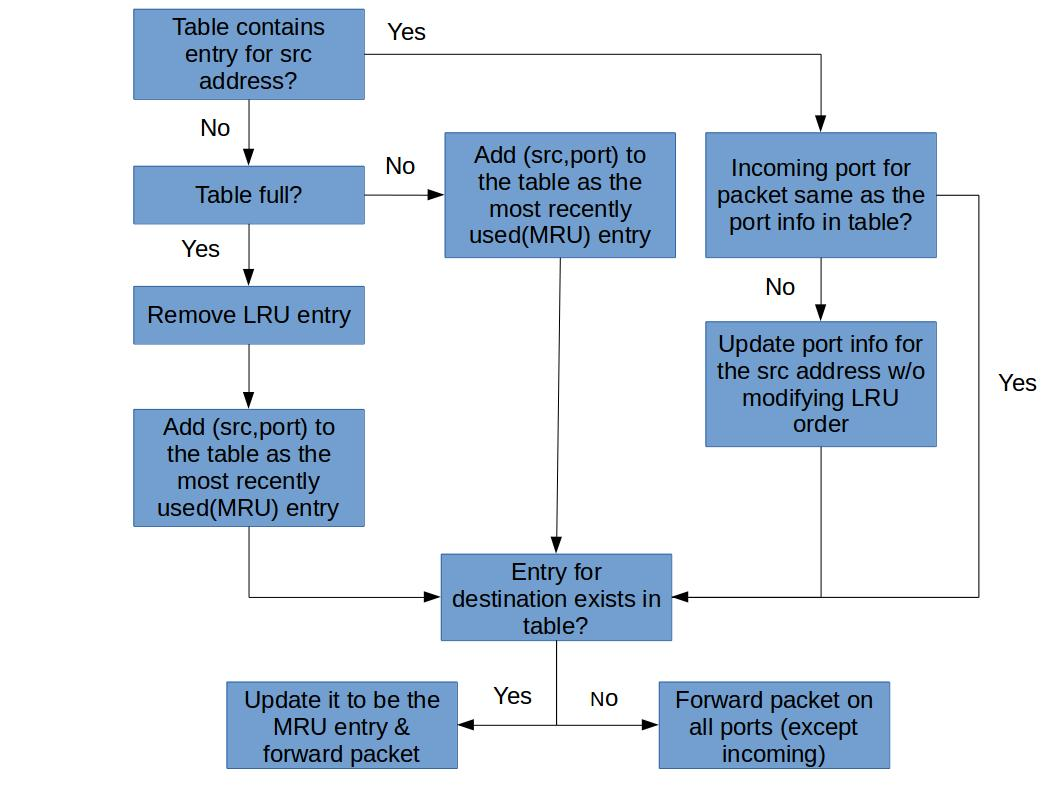 Table contains
entry for src
address?
Yes
No
Table full?
No
Add (src,port) to
the table as the
most recently
used(MRU) entry
Incoming port for
packet same as the
port info in table?
Yes
Remove LRU entry
No
Update port info for
the src address w/o
modifying LRU
order
Yes
Add (src,port) to
the table as the
most recently
used(MRU) entry
Entry for
destination exists in
table?
Yes
No
Update it to be the
MRU entry &
forward packet
Forward packet on
all ports (except
incoming)